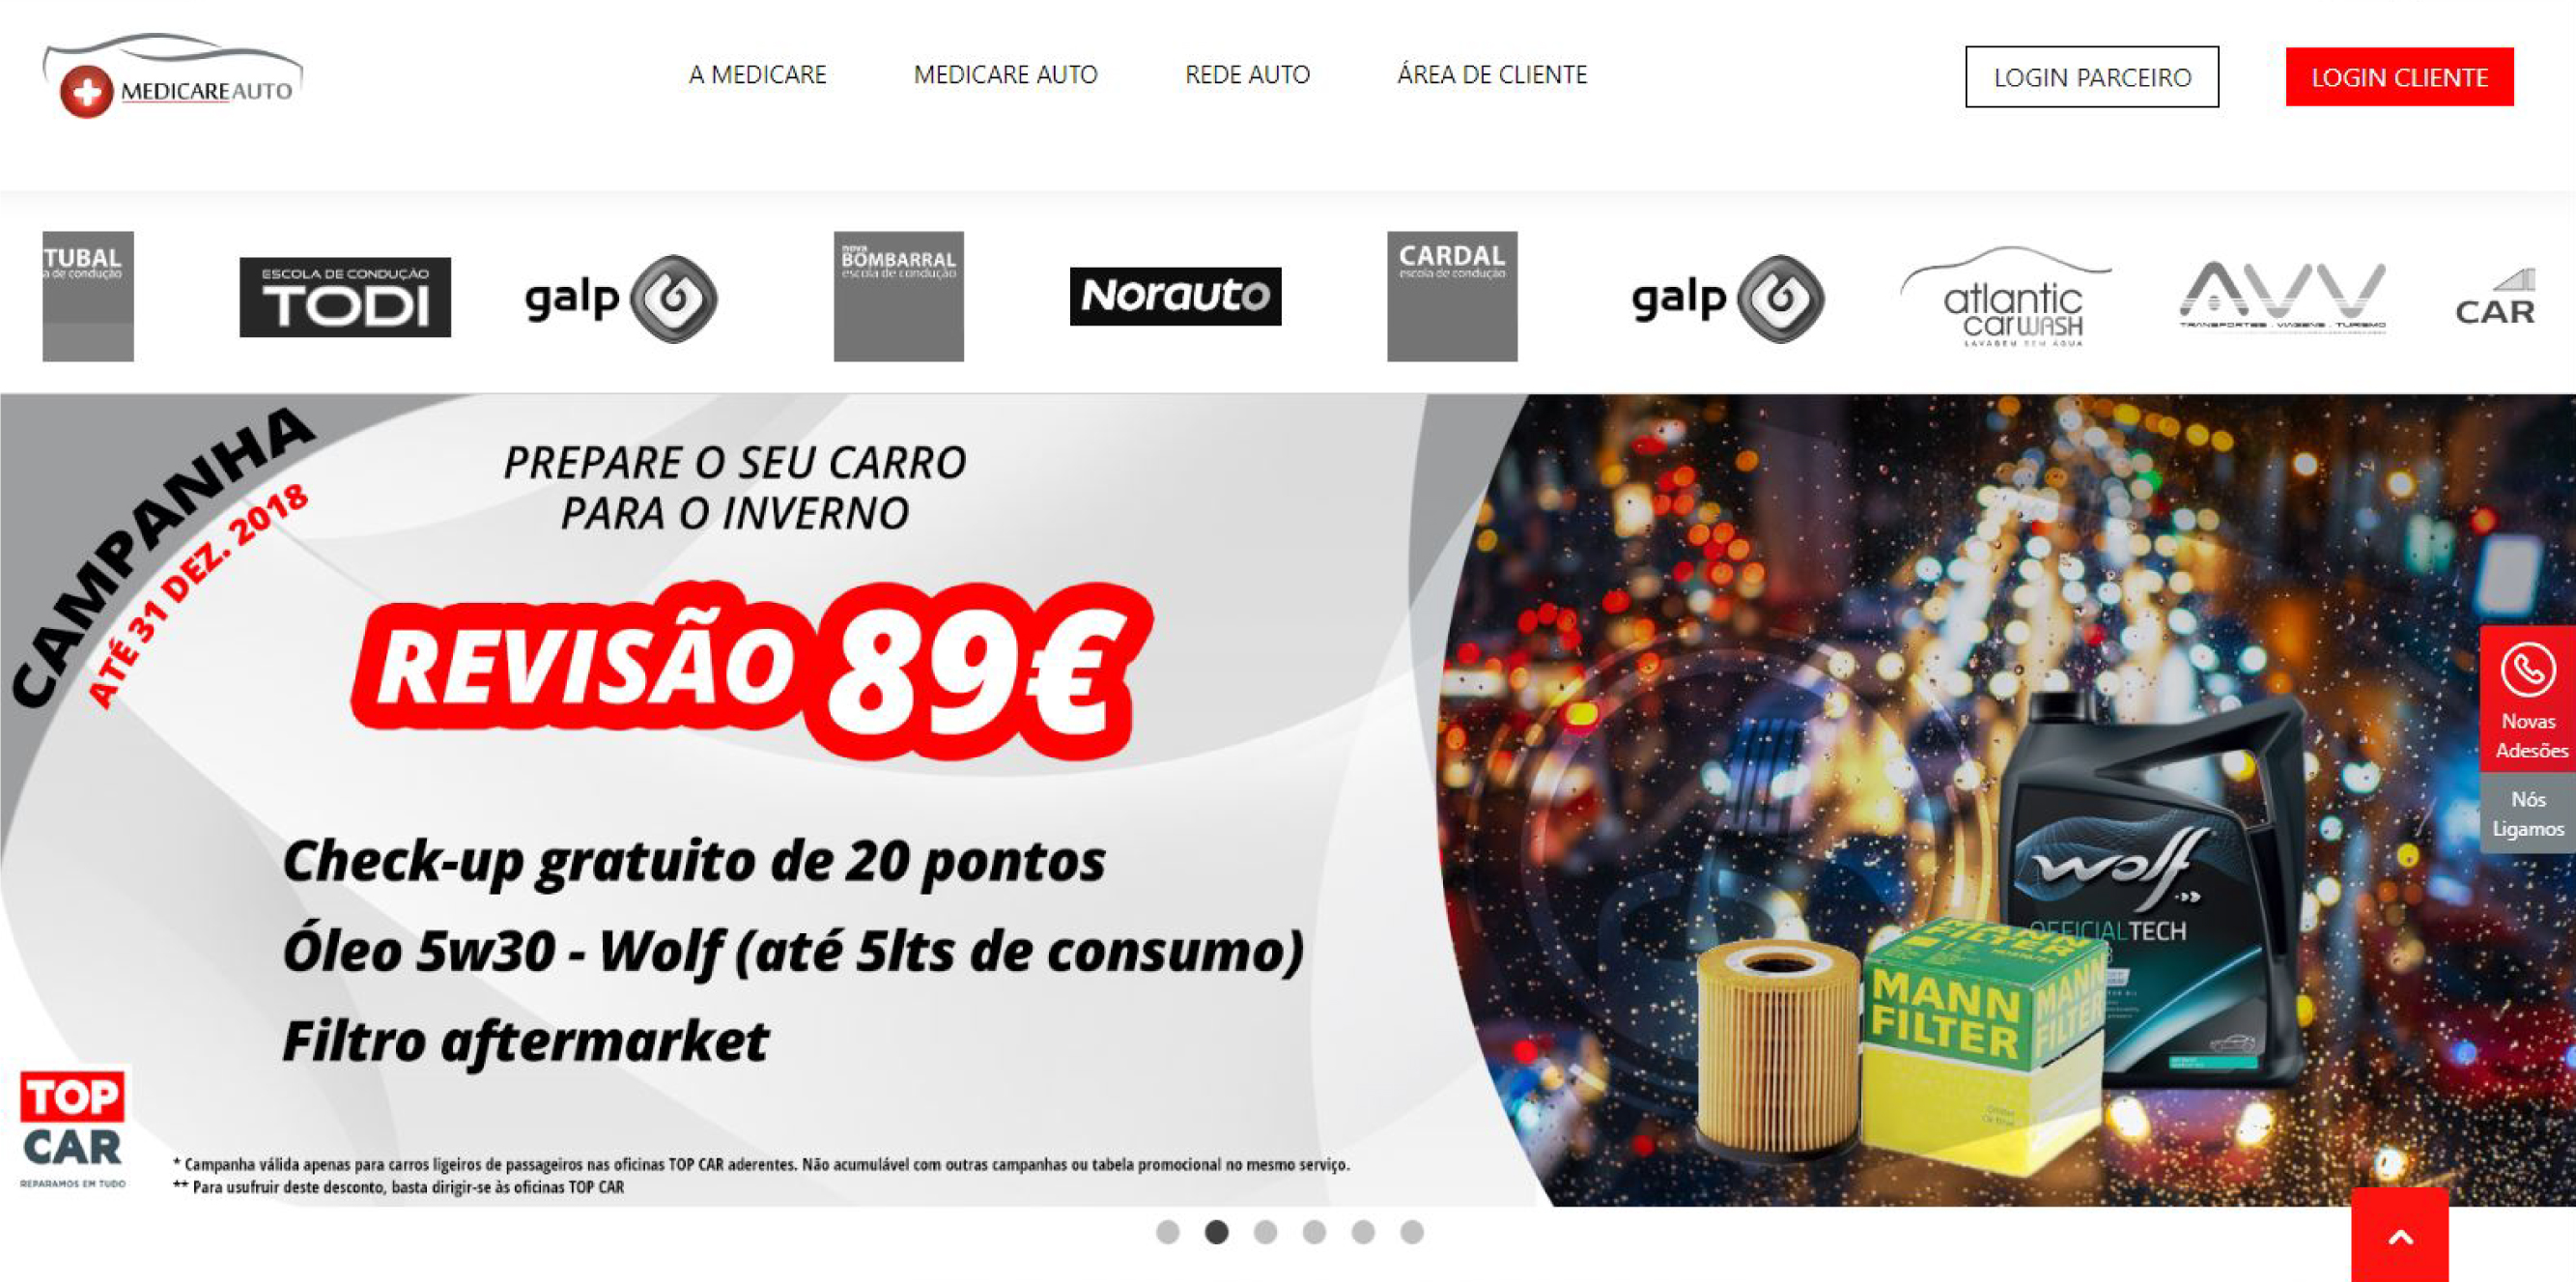 MEDICARE AUTO
A MEDICARE
MEDICARE AUTO
REDE AUTO
ÁREA DE CLIENTE
LOGIN PARCEIRO
LOGIN CLIENTE
TUBAL
a de condução
ESCOLA DE CONDUÇÃO
TODI
galp
nova
BOMBARRAL
escola de condução
Norauto
CARDAL
escola de condução
galp
atlantic
carWASH
LAVAGEM SEM ÁGUA
AVV
TRANSPORTES . VIAGENS . TURISMO
CAR
CAMPANHA
ATÉ 31 DEZ. 2018
PREPARE O SEU CARRO
PARA O INVERNO
REVISÃO 89€
Check-up gratuito de 20 pontos
Óleo 5w30 - Wolf (até 5lts de consumo)
Filtro aftermarket
TOP
CAR
REPARAMOS EM TUDO
* Campanha válida apenas para carros ligeiros de passageiros nas oficinas TOP CAR aderentes. Não acumulável com outras campanhas ou tabela promocional no mesmo serviço.
** Para usufruir deste desconto, basta dirigir-se às oficinas TOP CAR
wolf
OFFICIALTECH
MANN
FILTER
MANN
FILTER
MANN
FILTER
Novas
Adesões
Nós
Ligamos